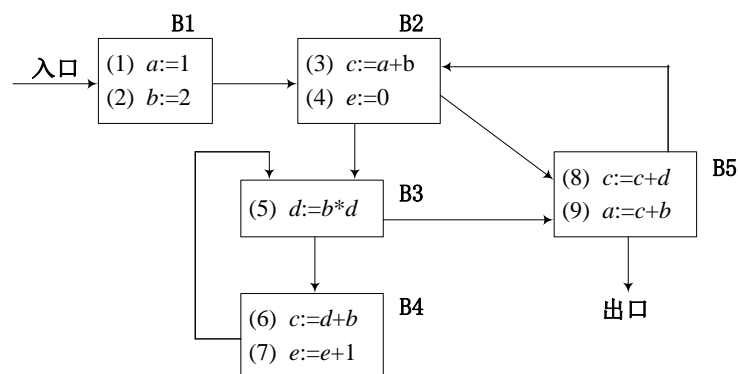 B1
B2
入口
(1) a:=1
(2) b:=2
(3) c:=a+b
(4) e:=0
B5
(8) c:=c+d
(9) a:=c+b
B3
(5) d:=b*d
B4
(6) c:=d+b
(7) e:=e+1
出口